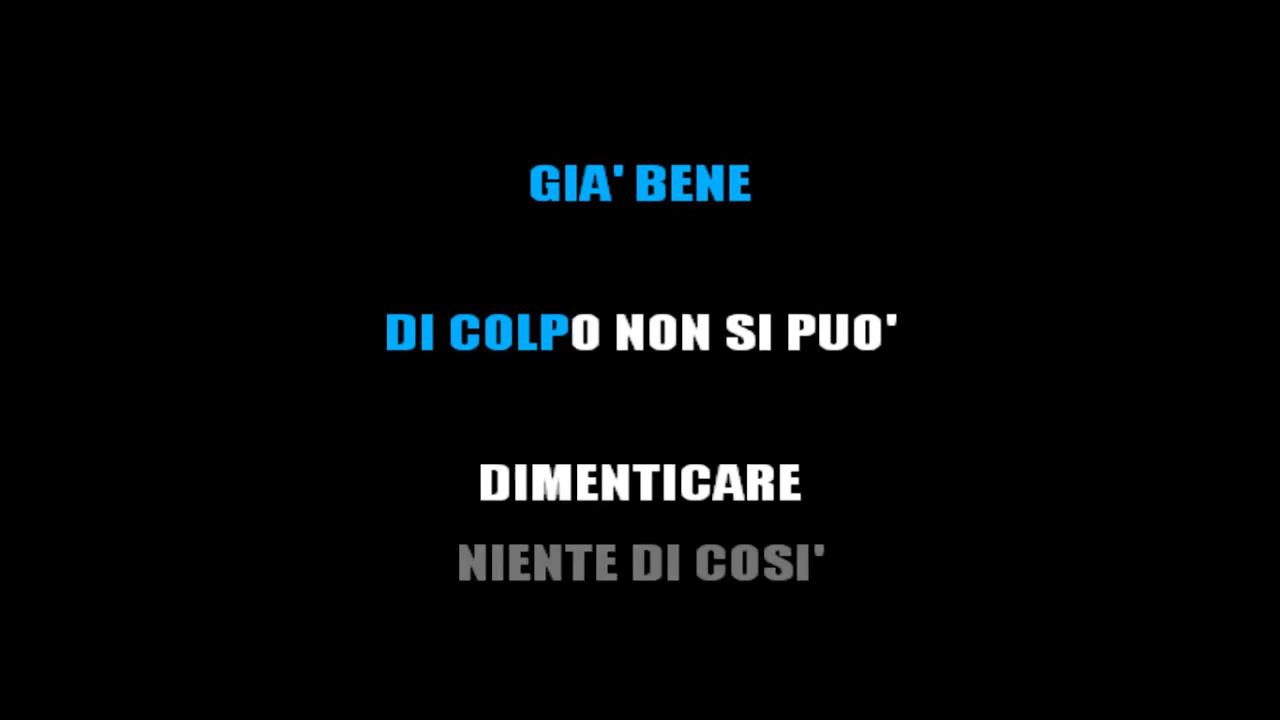 GIA' BENE
DI COLPO NON SI PUO'
DIMENTICARE
NIENTE DI COSI'